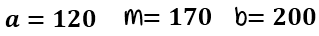 a = 120 m = 170 b = 200